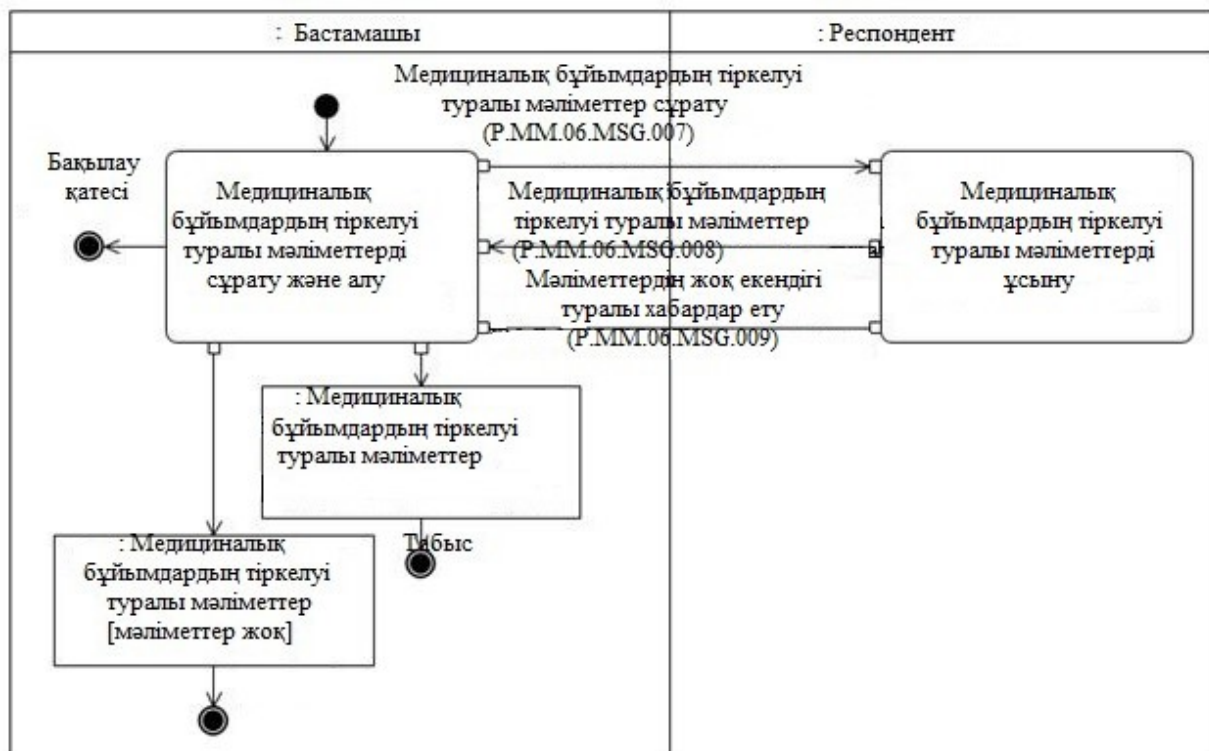 : Бастамашы
: Респондент
Медициналық бұйымдардың тіркелуі
туралы мәліметтер сұрату
(P.MM.06.MSG.007)
Бақылау
қатесі
Медициналық
бұйымдардың тіркелуі
туралы мәліметтерді
сұрату және алу
Медициналық бұйымдардың
тіркелуі туралы мәліметтер
(P.MM.06.MSG.008)
Мәліметтердің жоқ екендігі
туралы хабардар ету
(P.MM.06.MSG.009)
Медициналық
бұйымдардың тіркелуі
туралы мәліметтерді
ұсыну
: Медициналық
бұйымдардың тіркелуі
туралы мәліметтер
Табыс
: Медициналық
бұйымдардың тіркелуі
туралы мәліметтер
[мәліметтер жоқ]